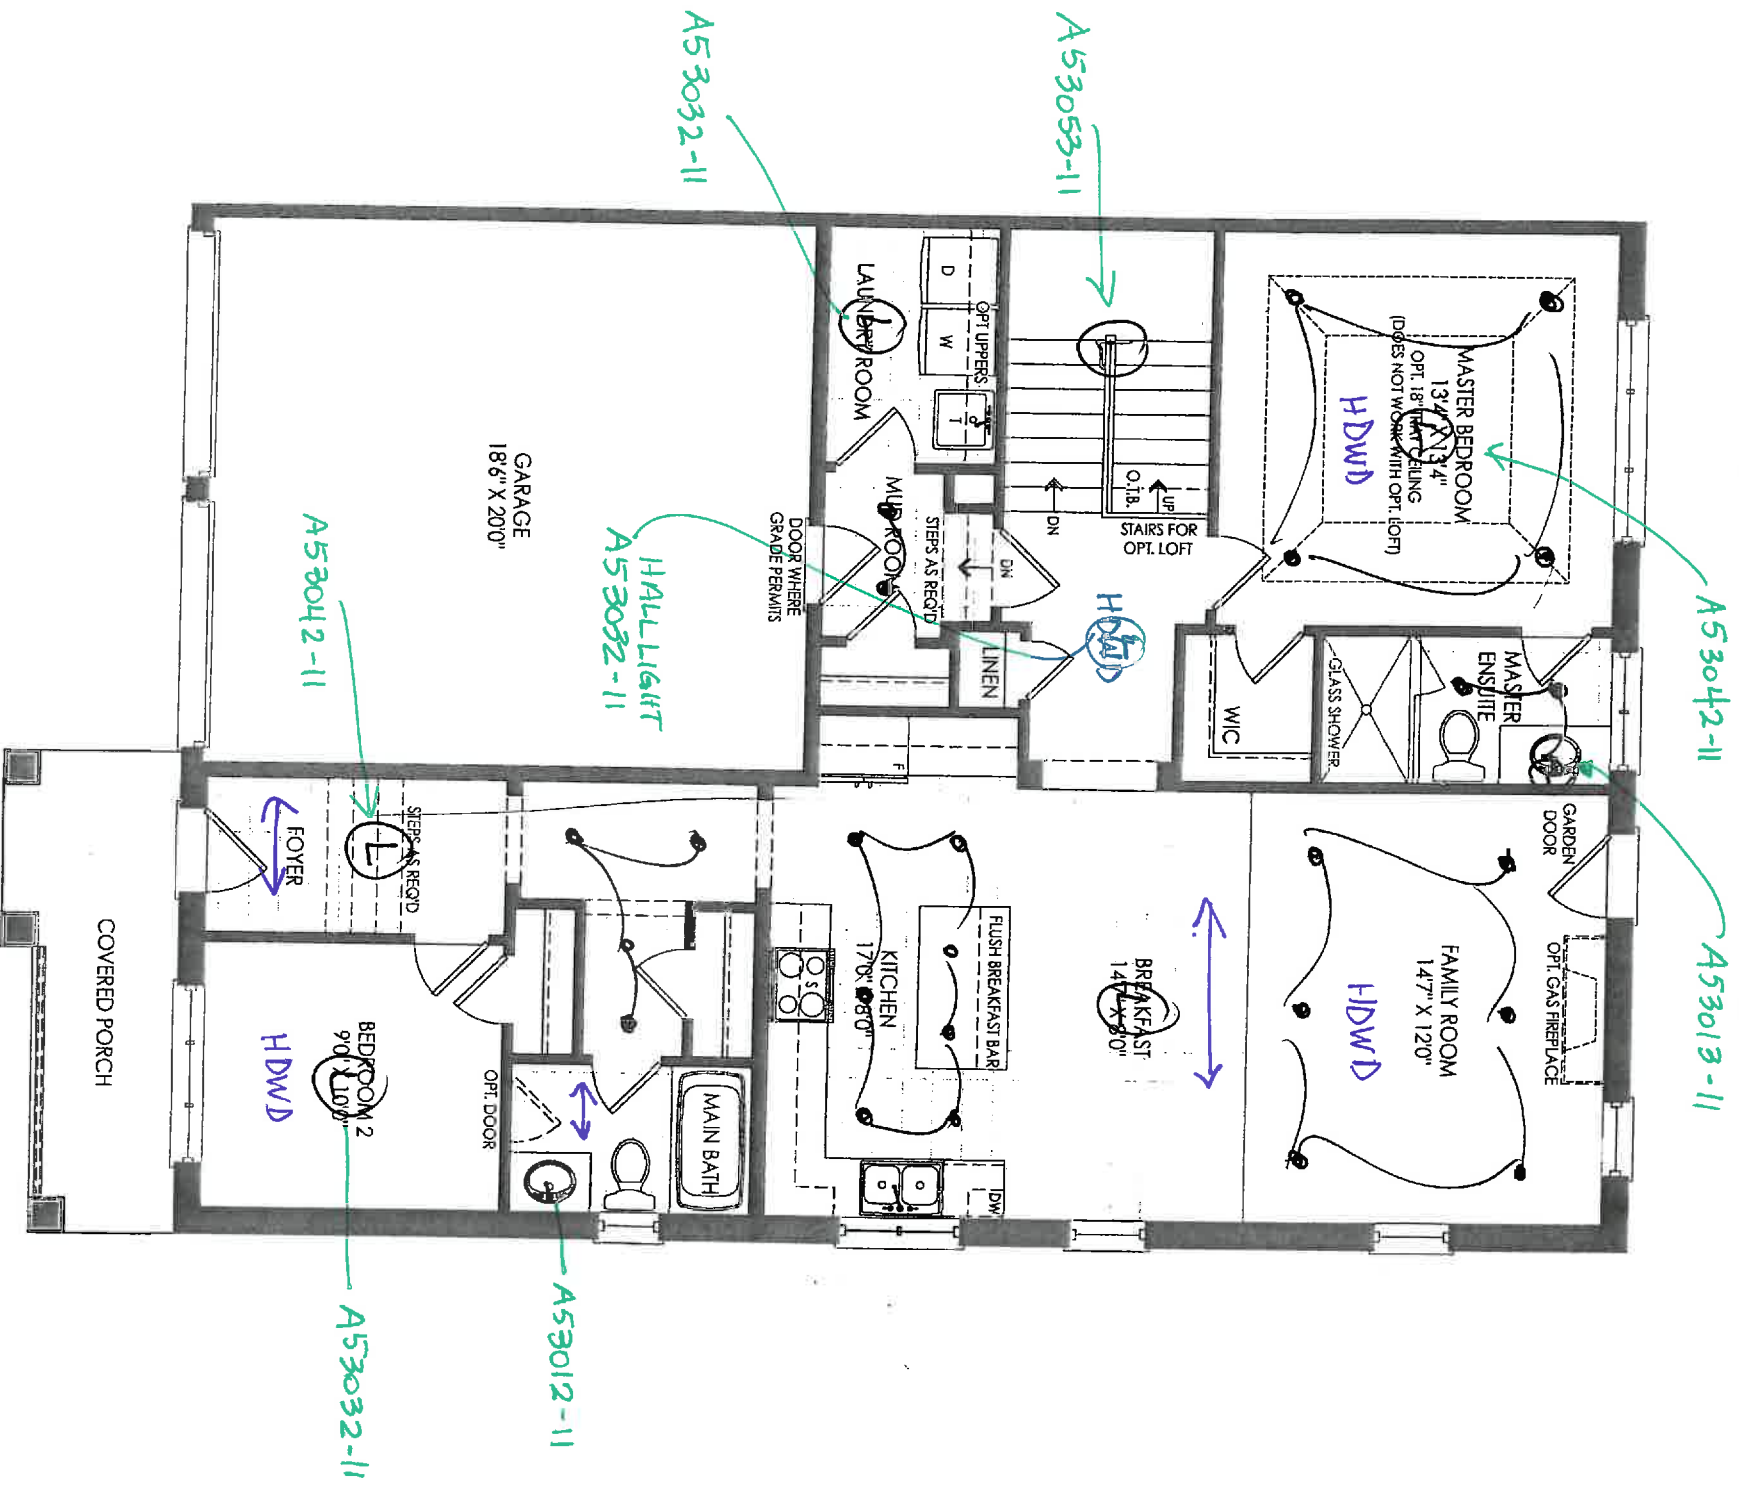 A53042-11
A53013-11
MASTER BEDROOM
13'4" X 13'4"
OPT. 18" TRAY CEILING
(DOES NOT WORK WITH OPT. LOFT)
L
HDWD
MASTER
ENSUITE
GLASS SHOWER
WIC
GARDEN
DOOR
OPT. GAS FIREPLACE
FAMILY ROOM
14'7" X 12'0"
HDWD
A53053-11
UP
O.T.B.
DN
STAIRS FOR
OPT. LOFT
HDWD
L
BREAKFAST
14'7" X 8'0"
L
A53032-11
OPT UPPERS
D
W
T
LAUNDRY ROOM
L
MUD ROOM
STEPS AS REQ'D
DN
LINEN
F
FLUSH BREAKFAST BAR
KITCHEN
17'0" X 8'0"
S
DW
DOOR WHERE
GRADE PERMITS
HALL LIGHT
A53032-11
GARAGE
18'6" X 20'0"
MAIN BATH
OPT. DOOR
A53012-11
A53042-11
STEPS AS REQ'D
L
FOYER
BEDROOM 2
9'0" X 10'0"
L
HDWD
A53032-11
COVERED PORCH